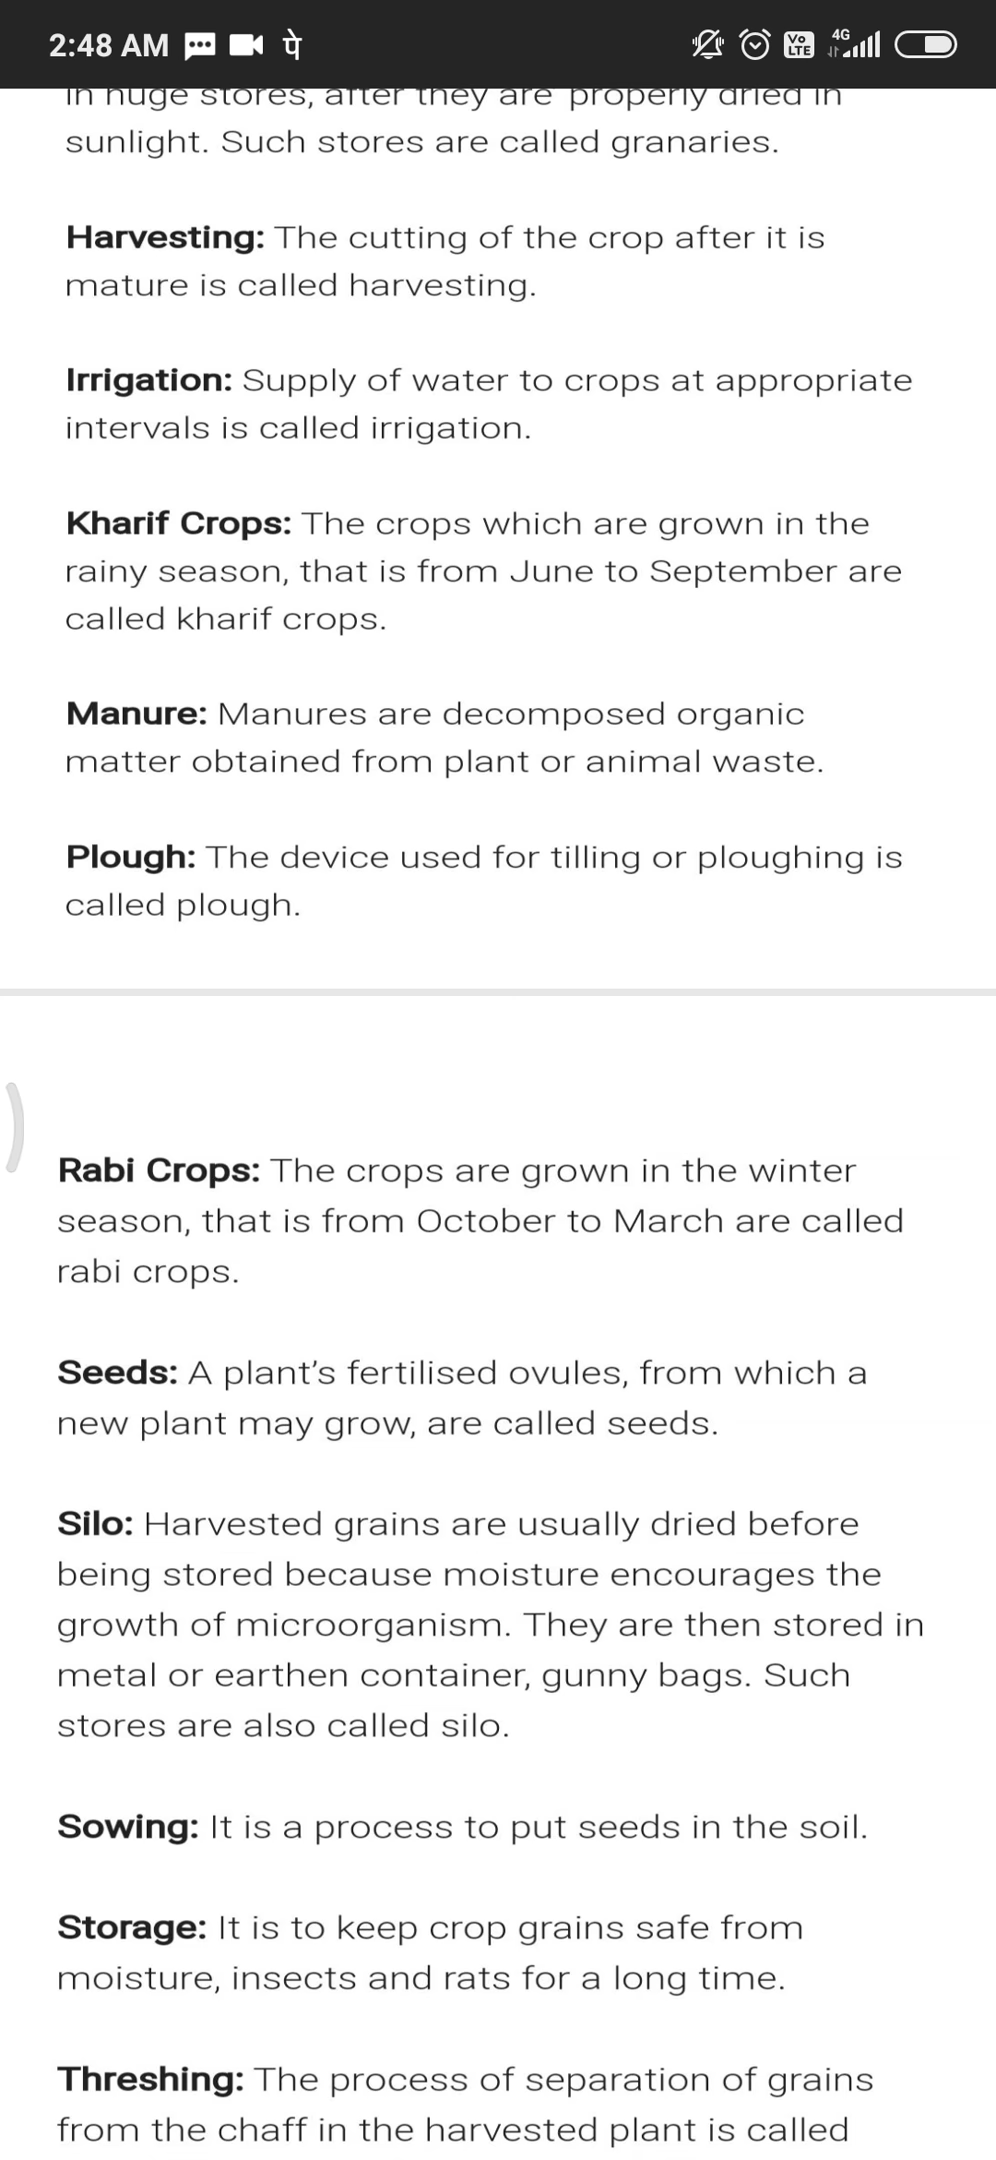 2:48 AM पे Vo LTE 4G
in huge stores, after they are properly dried in
sunlight. Such stores are called granaries.
Harvesting: The cutting of the crop after it is
mature is called harvesting.
Irrigation: Supply of water to crops at appropriate
intervals is called irrigation.
Kharif Crops: The crops which are grown in the
rainy season, that is from June to September are
called kharif crops.
Manure: Manures are decomposed organic
matter obtained from plant or animal waste.
Plough: The device used for tilling or ploughing is
called plough.
Rabi Crops: The crops are grown in the winter
season, that is from October to March are called
rabi crops.
Seeds: A plant’s fertilised ovules, from which a
new plant may grow, are called seeds.
Silo: Harvested grains are usually dried before
being stored because moisture encourages the
growth of microorganism. They are then stored in
metal or earthen container, gunny bags. Such
stores are also called silo.
Sowing: It is a process to put seeds in the soil.
Storage: It is to keep crop grains safe from
moisture, insects and rats for a long time.
Threshing: The process of separation of grains
from the chaff in the harvested plant is called